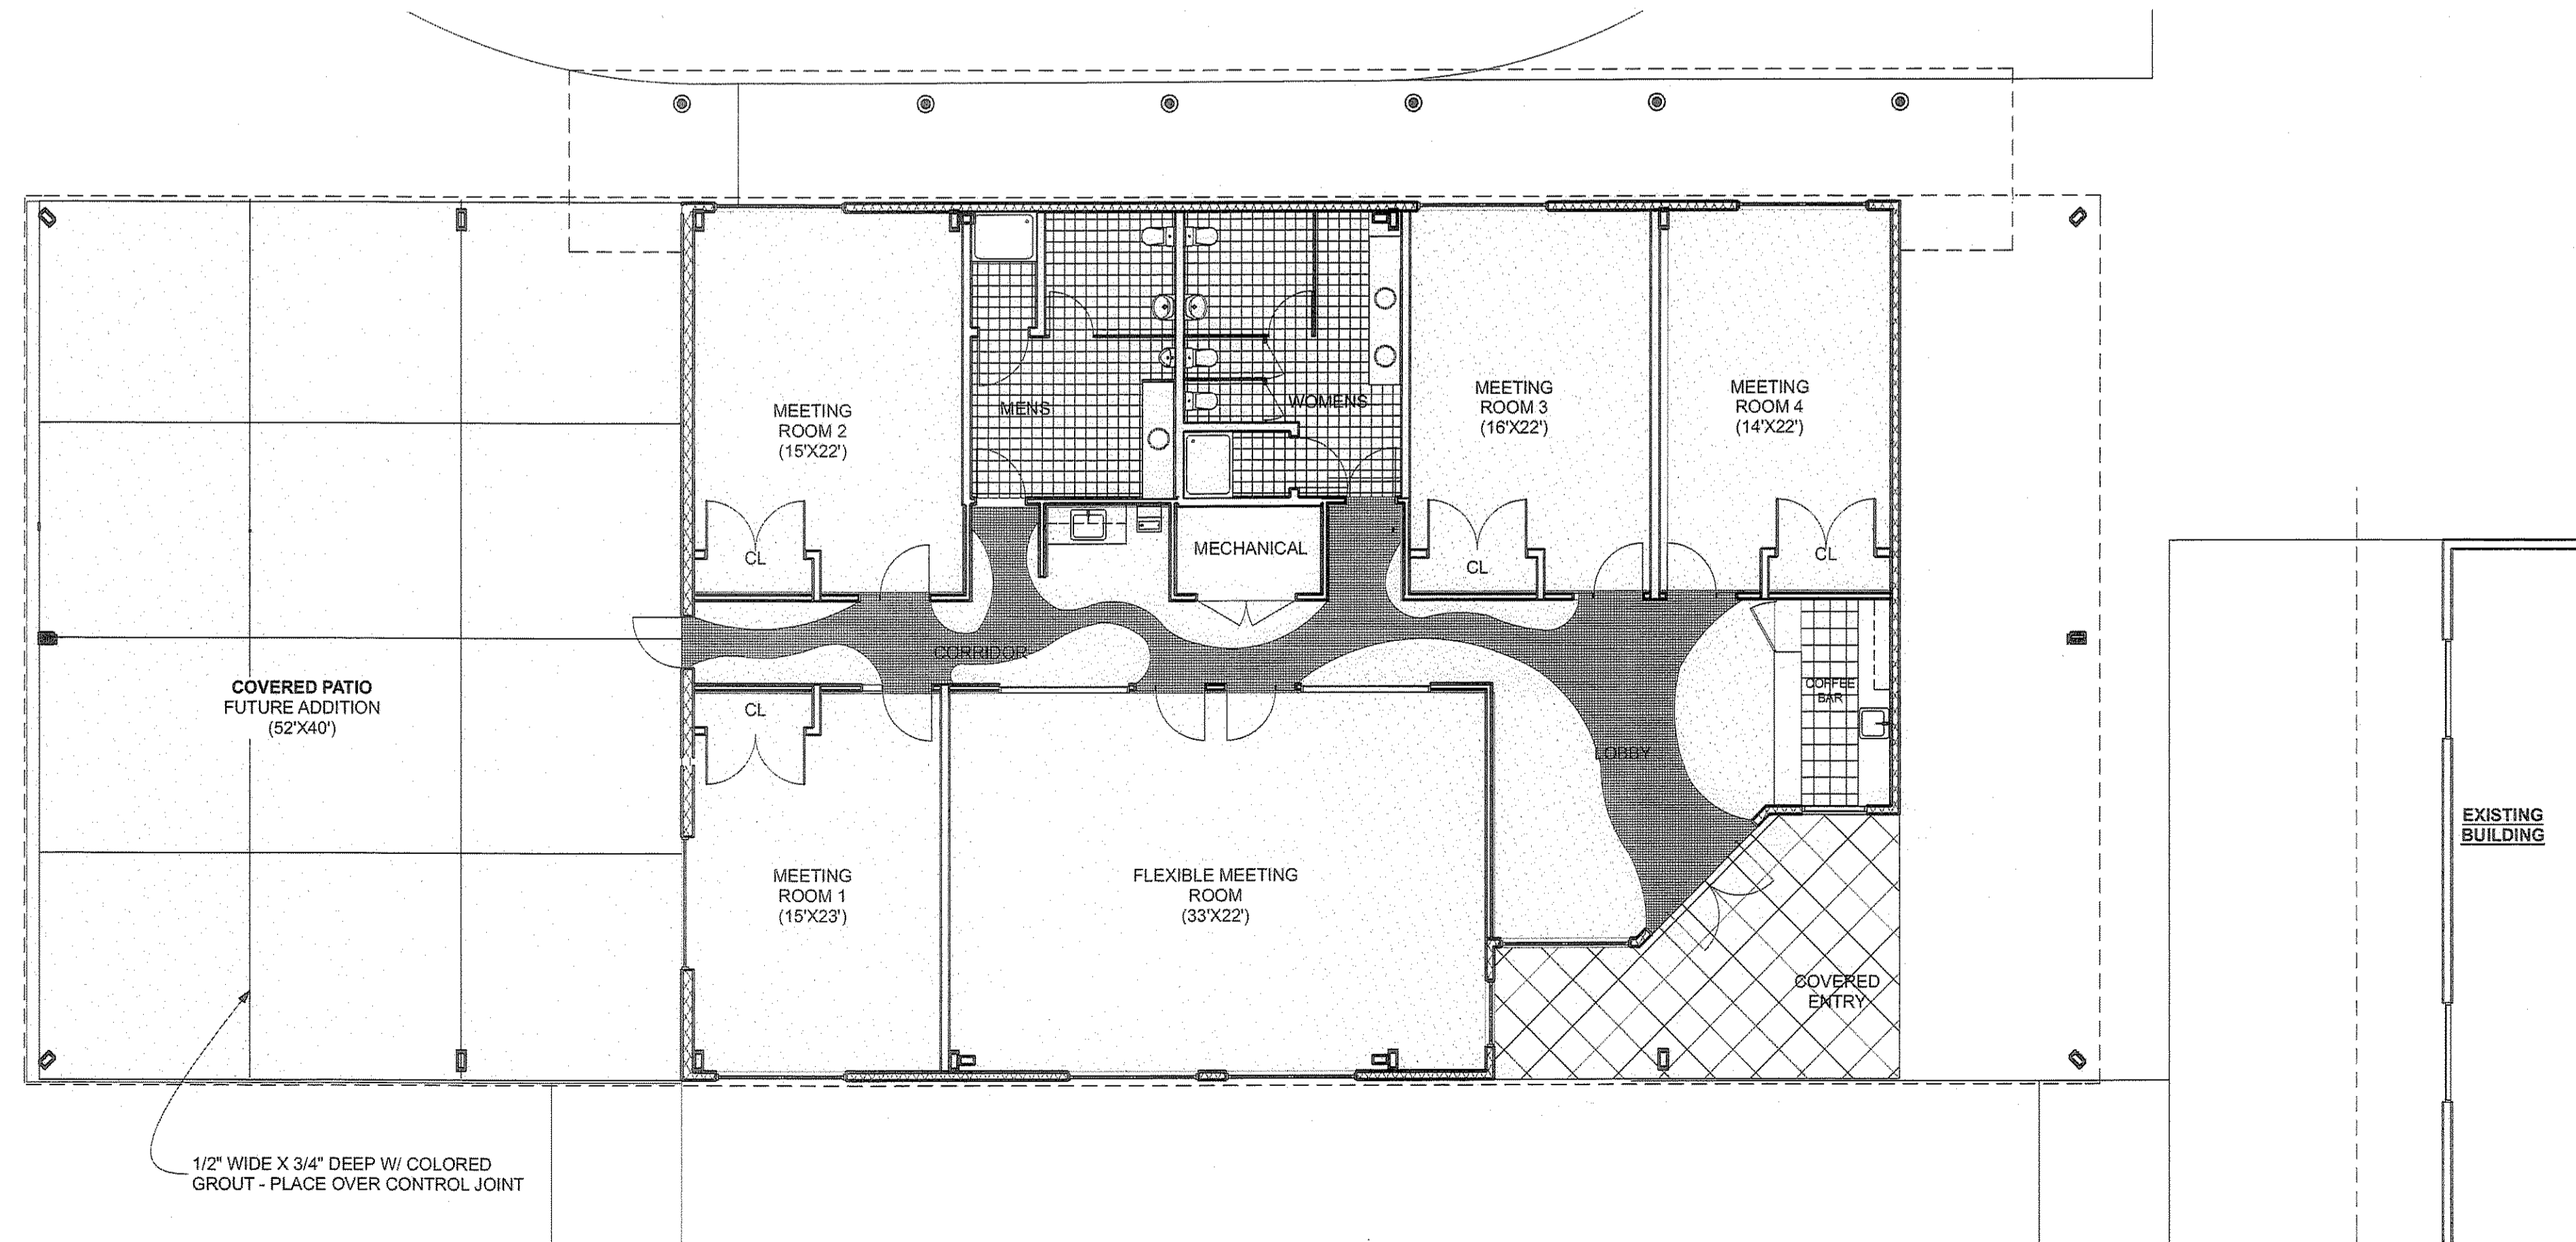 MEETING
ROOM 2
(15'X22')
MENS
WOMENS
MEETING
ROOM 3
(16'X22')
MEETING
ROOM 4
(14'X22')
CL
MECHANICAL
CL
CL
CORRIDOR
COVERED PATIO
FUTURE ADDITION
(52'X40')
CL
COFFEE
BAR
LOBBY
EXISTING
BUILDING
MEETING
ROOM 1
(15'X23')
FLEXIBLE MEETING
ROOM
(33'X22')
COVERED
ENTRY
1/2" WIDE X 3/4" DEEP W/ COLORED
GROUT - PLACE OVER CONTROL JOINT